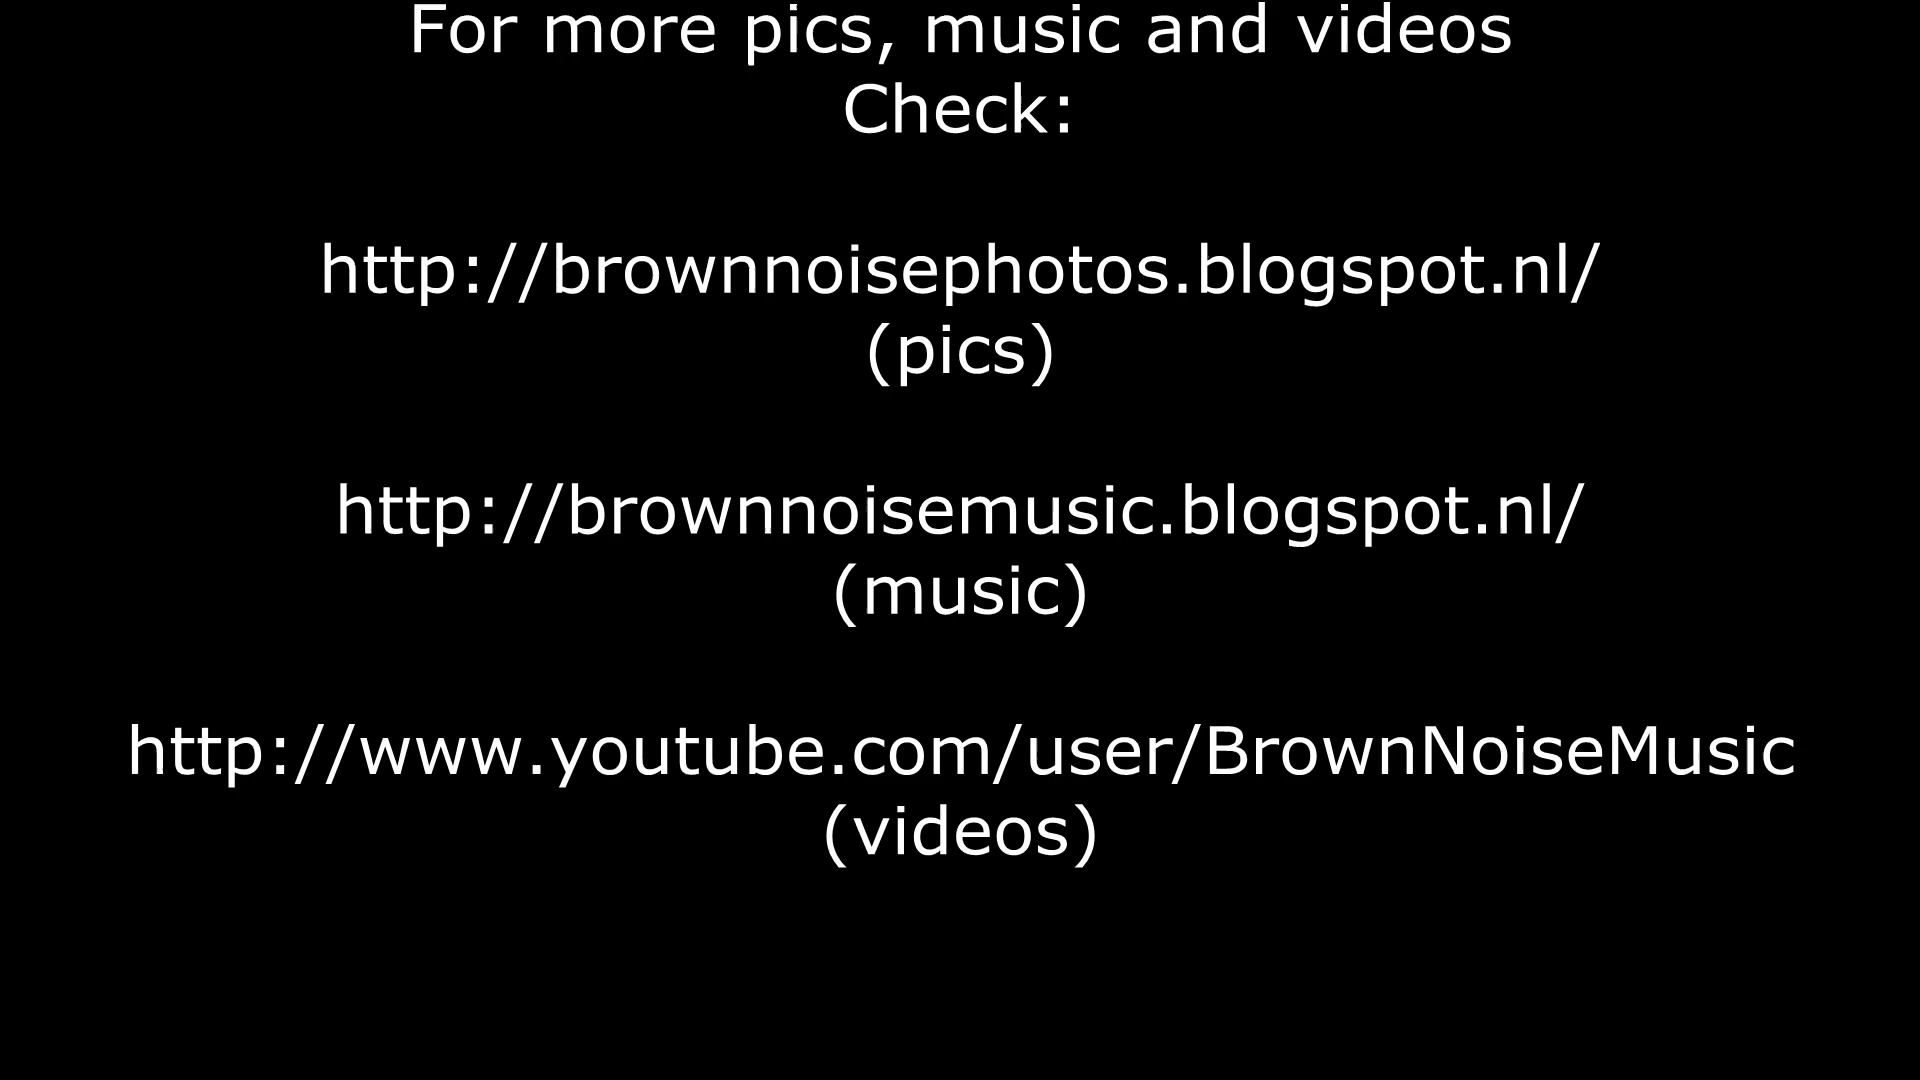 For more pics, music and videos
Check:
http://brownnoisephotos.blogspot.nl/
(pics)
http://brownnoisemusic.blogspot.nl/
(music)
http://www.youtube.com/user/BrownNoiseMusic
(videos)